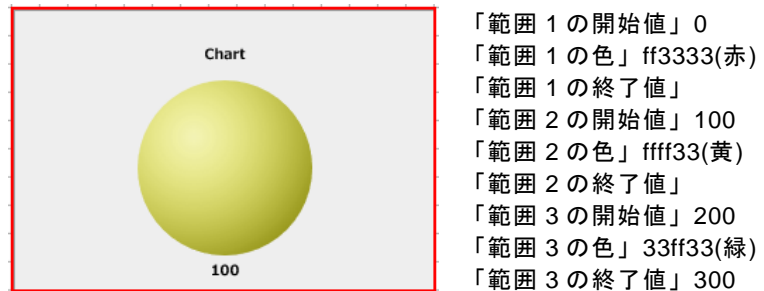 Chart
100
「範囲 1 の開始値」0
「範囲 1 の色」ff3333(赤)
「範囲 1 の終了値」
「範囲 2 の開始値」100
「範囲 2 の色」ffff33(黄)
「範囲 2 の終了値」
「範囲 3 の開始値」200
「範囲 3 の色」33ff33(緑)
「範囲 3 の終了値」300